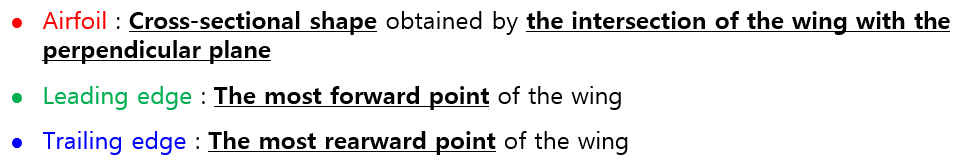 ● Airfoil : Cross-sectional shape obtained by the intersection of the wing with the
perpendicular plane
● Leading edge : The most forward point of the wing
● Trailing edge : The most rearward point of the wing